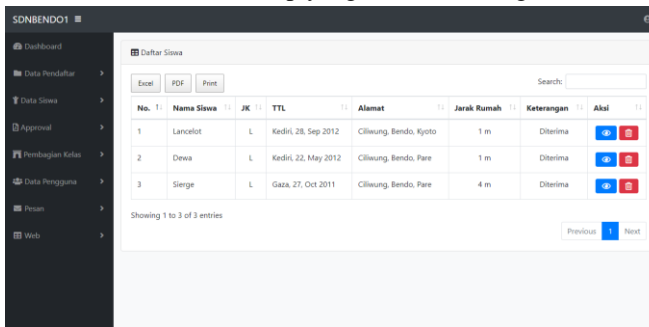 SDNBENDO1
Dashboard
Data Pendaftar
Data Siswa
Approval
Pembagian Kelas
Data Pengguna
Pesan
Web
Daftar Siswa
Excel PDF Print
Search:
No. Nama Siswa JK TTL Alamat Jarak Rumah Keterangan Aksi
1 Lancelot L Kediri, 28, Sep 2012 Ciliwung, Bendo, Kyoto 1 m Diterima
2 Dewa L Kediri, 22, May 2012 Ciliwung, Bendo, Pare 1 m Diterima
3 Sierge L Gaza, 27, Oct 2011 Ciliwung, Bendo, Pare 4 m Diterima
Showing 1 to 3 of 3 entries
Previous 1 Next